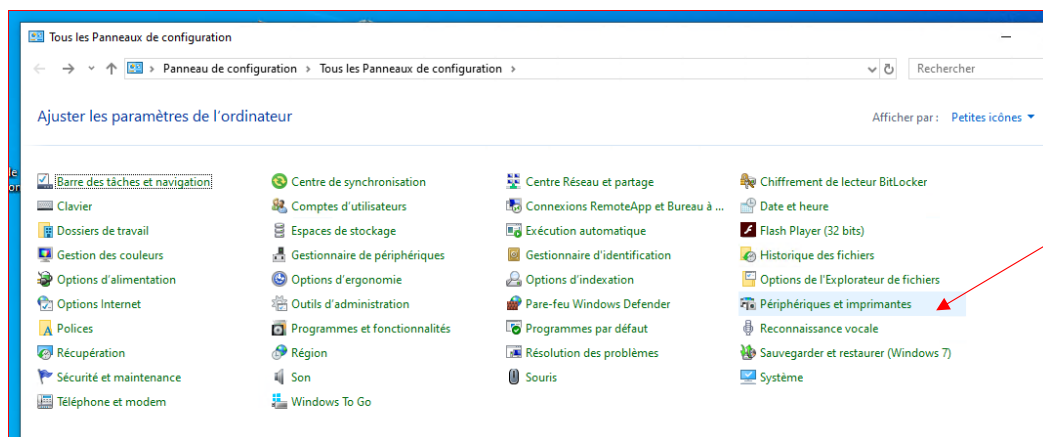 Tous les Panneaux de configuration
Panneau de configuration > Tous les Panneaux de configuration >
Rechercher
Ajuster les paramètres de l'ordinateur
Afficher par : Petites icônes
Barre des tâches et navigation Centre de synchronisation Centre Réseau et partage Chiffrement de lecteur BitLocker
Clavier Comptes d'utilisateurs Connexions RemoteApp et Bureau à ... Date et heure
Dossiers de travail Espaces de stockage Exécution automatique Flash Player (32 bits)
Gestion des couleurs Gestionnaire de périphériques Gestionnaire d'identification Historique des fichiers
Options d'alimentation Options d'ergonomie Options d'indexation Options de l'Explorateur de fichiers
Options Internet Outils d'administration Pare-feu Windows Defender Périphériques et imprimantes
Polices Programmes et fonctionnalités Programmes par défaut Reconnaissance vocale
Récupération Région Résolution des problèmes Sauvegarder et restaurer (Windows 7)
Sécurité et maintenance Son Souris Système
Téléphone et modem Windows To Go